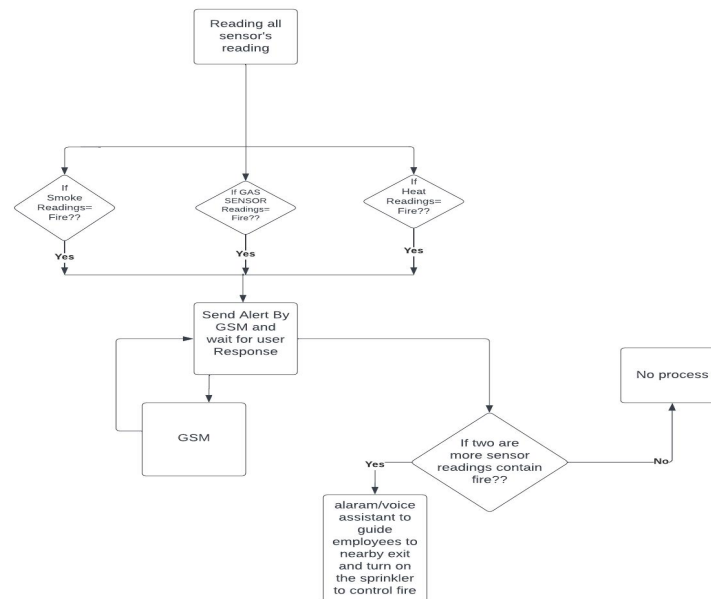 Reading all
sensor's
reading
If
Smoke
Readings=
Fire??
If GAS
SENSOR
Readings=
Fire??
If
Heat
Readings=
Fire??
Yes
Yes
Yes
Send Alert By
GSM and
wait for user
Response
GSM
No process
If two are
more sensor
readings contain
fire??
Yes
No
alaram/voice
assistant to
guide
employees to
nearby exit
and turn on
the sprinkler
to control fire